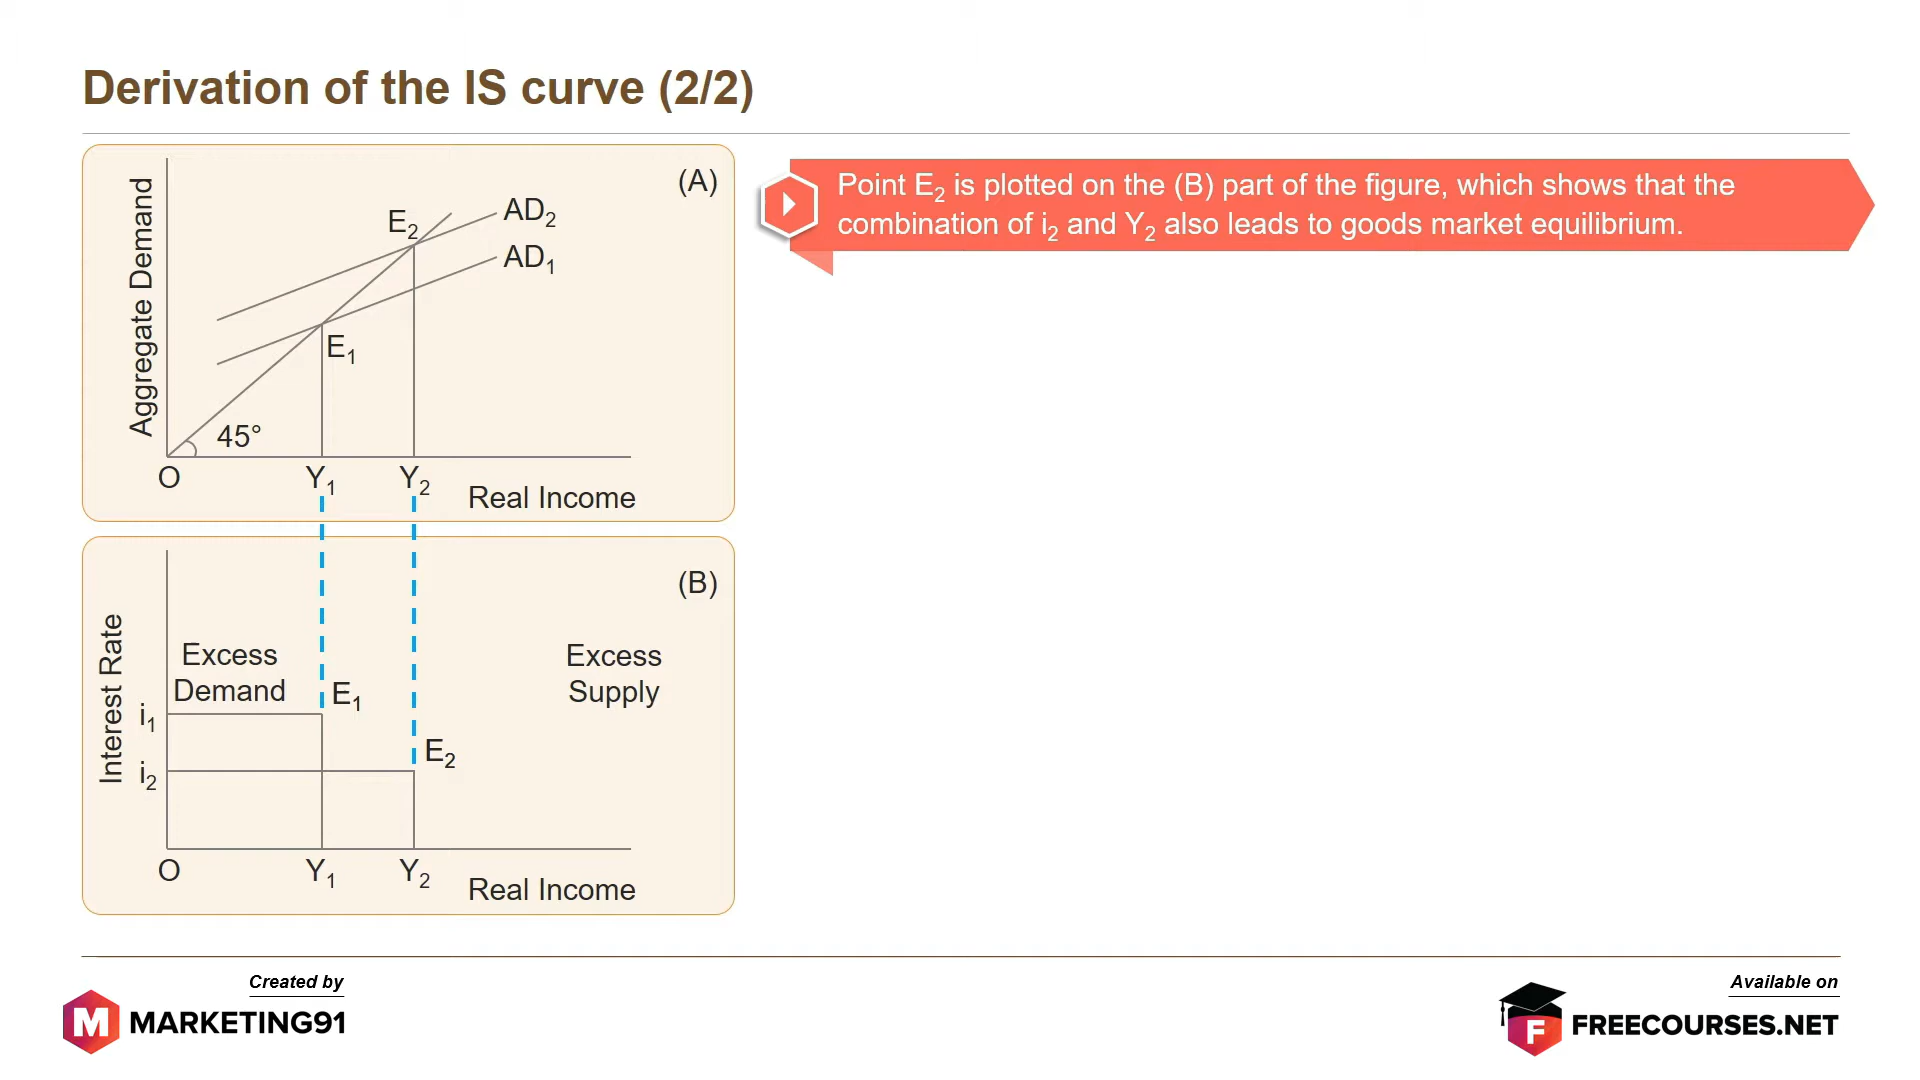 Derivation of the IS curve (2/2)
(A)
Aggregate Demand
E₂
AD₂
AD₁
E₁
45°
O
Y₁
Y₂
Real Income
(B)
Interest Rate
Excess
Demand
Excess
Supply
E₁
i₁
E₂
i₂
O
Y₁
Y₂
Real Income
Point E₂ is plotted on the (B) part of the figure, which shows that the
combination of i₂ and Y₂ also leads to goods market equilibrium.
Created by
M MARKETING91
Available on
F FREECOURSES.NET